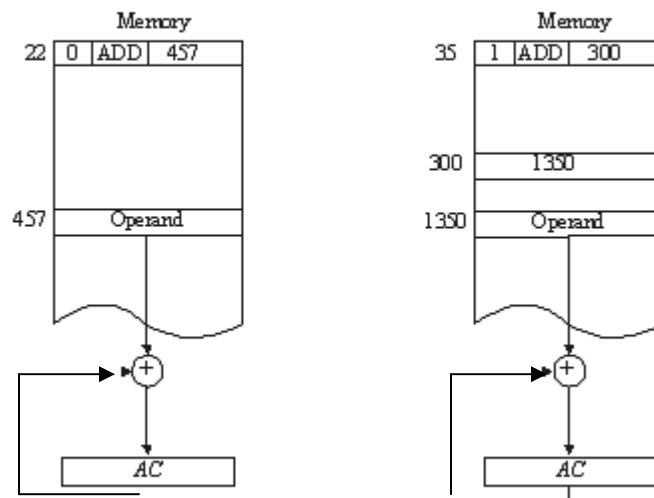 Memory
22 0 ADD 457
457 Operand
+
AC
Memory
35 1 ADD 300
300 1350
1350 Operand
+
AC